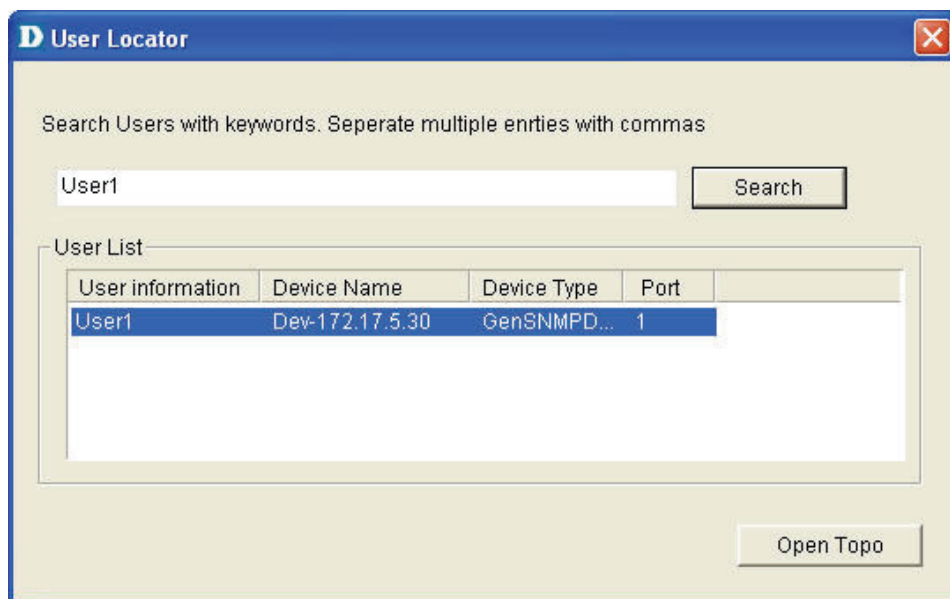 D User Locator
Search Users with keywords. Seperate multiple enrties with commas
User1 Search
User List
User information Device Name Device Type Port
User1 Dev-172.17.5.30 GenSNMPD... 1
Open Topo